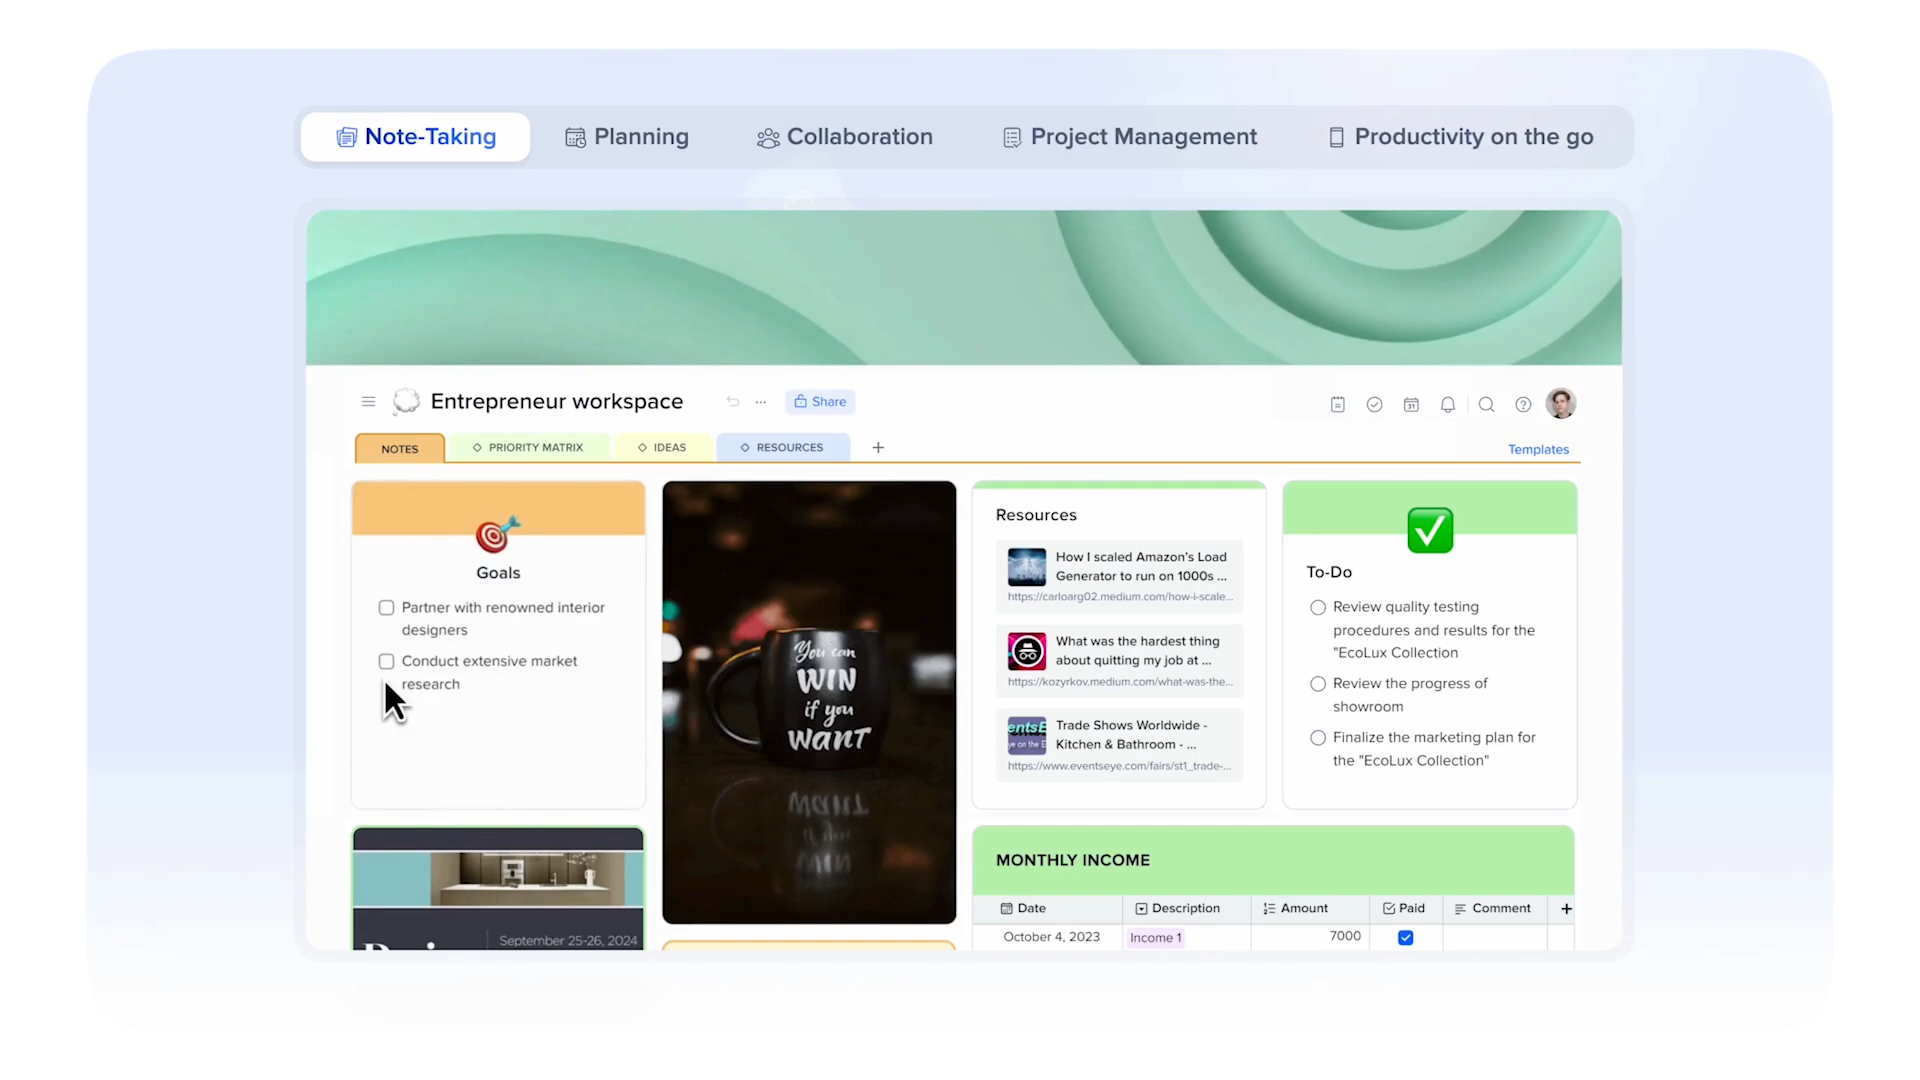 Note-Taking
Planning
Collaboration
Project Management
Productivity on the go
Entrepreneur workspace
...
Share
31
NOTES
PRIORITY MATRIX
IDEAS
RESOURCES
+
Templates
Goals
Partner with renowned interior
designers
Conduct extensive market
research
You can
WIN
if you
WANT
Resources
How I scaled Amazon's Load
Generator to run on 1000s ...
https://carloarg02.medium.com/how-i-scale...
What was the hardest thing
about quitting my job at ...
https://kozyrkov.medium.com/what-was-the...
Trade Shows Worldwide -
Kitchen & Bathroom - ...
https://www.eventseye.com/fairs/st1_trade-...
To-Do
Review quality testing
procedures and results for the
"EcoLux Collection
Review the progress of
showroom
Finalize the marketing plan for
the "EcoLux Collection"
September 25-26, 2024
MONTHLY INCOME
Date Description Amount Paid Comment +
October 4, 2023 Income 1 7000